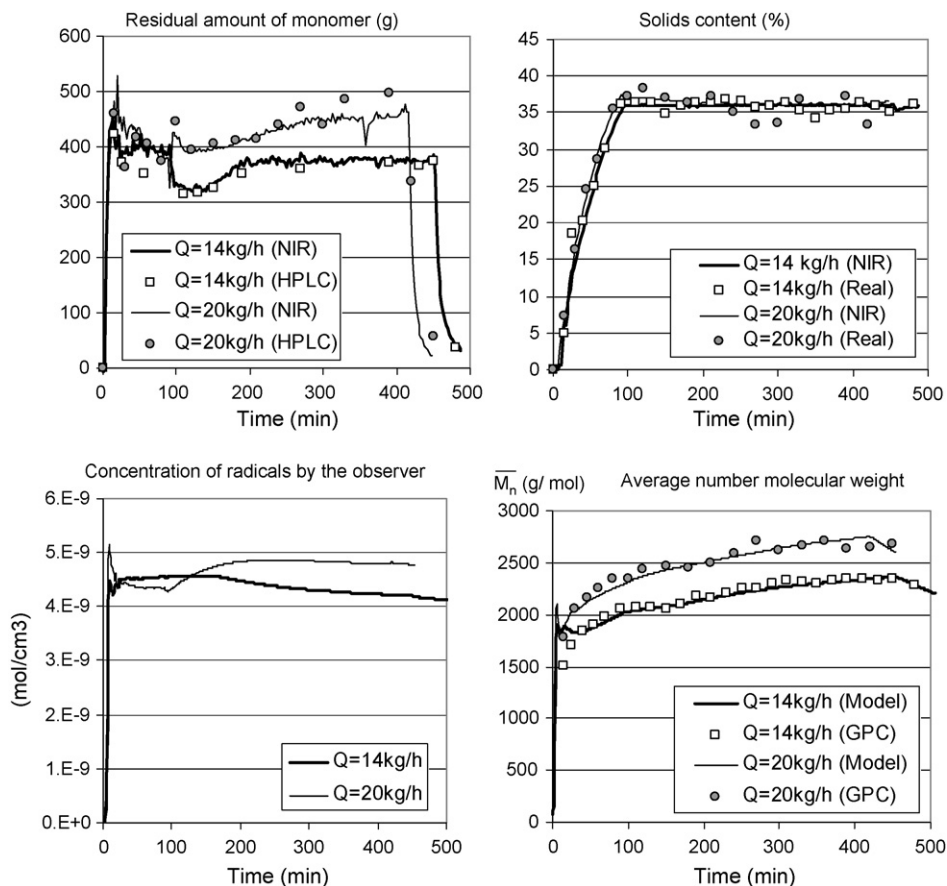 Residual amount of monomer (g)
600
500
400
300
200
100
0
Q=14kg/h (NIR)
Q=14kg/h (HPLC)
Q=20kg/h (NIR)
Q=20kg/h (HPLC)
0 100 200 300 400 500
Time (min)
Solids content (%)
45
40
35
30
25
20
15
10
5
0
Q=14 kg/h (NIR)
Q=14kg/h (Real)
Q=20kg/h (NIR)
Q=20kg/h (Real)
0 100 200 300 400 500
Time (min)
Concentration of radicals by the observer
(mol/cm3)
6.E-9
5.E-9
4.E-9
3.E-9
2.E-9
1.E-9
0.E+0
Q=14kg/h
Q=20kg/h
0 100 200 300 400 500
Time (min)
Mn (g/ mol) Average number molecular weight
3000
2500
2000
1500
1000
500
0
Q=14kg/h (Model)
Q=14kg/h (GPC)
Q=20kg/h (Model)
Q=20kg/h (GPC)
0 100 200 300 400 500
Time (min)